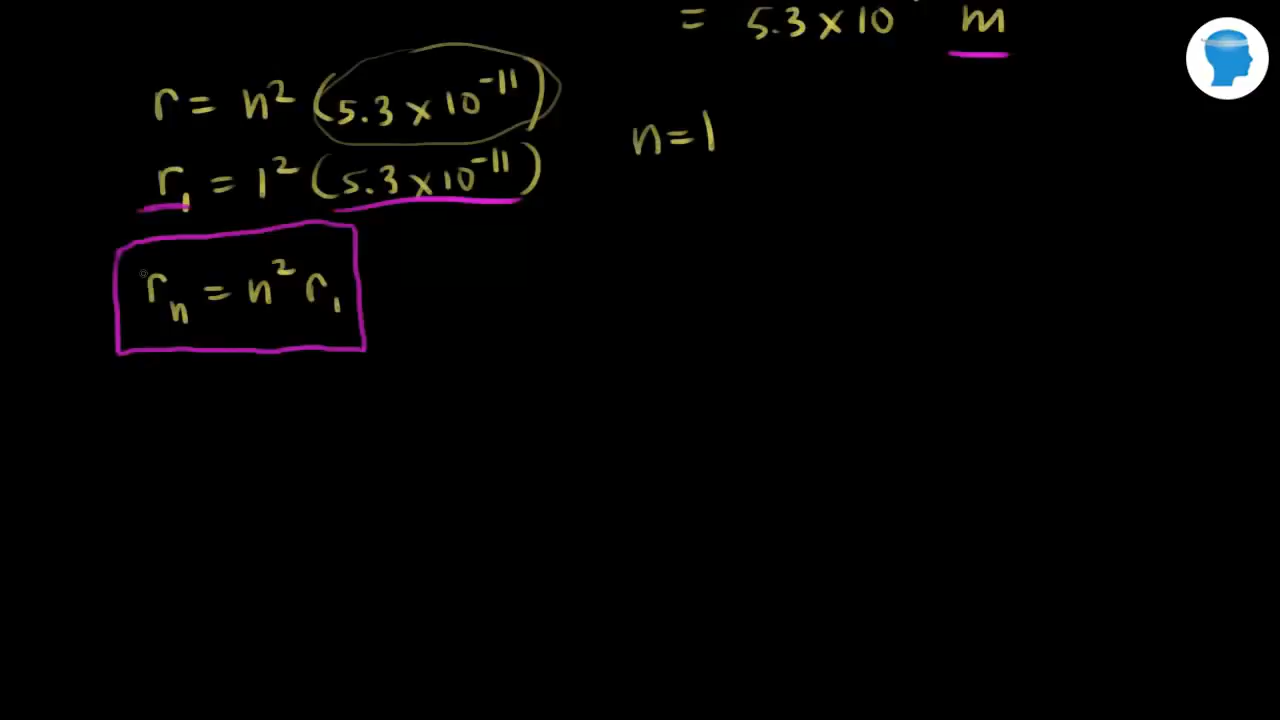 = 5.3 x 10 m
r = n² (5.3 x 10⁻¹¹)
n = 1
r₁ = 1² (5.3 x 10⁻¹¹)
rₙ = n² r₁